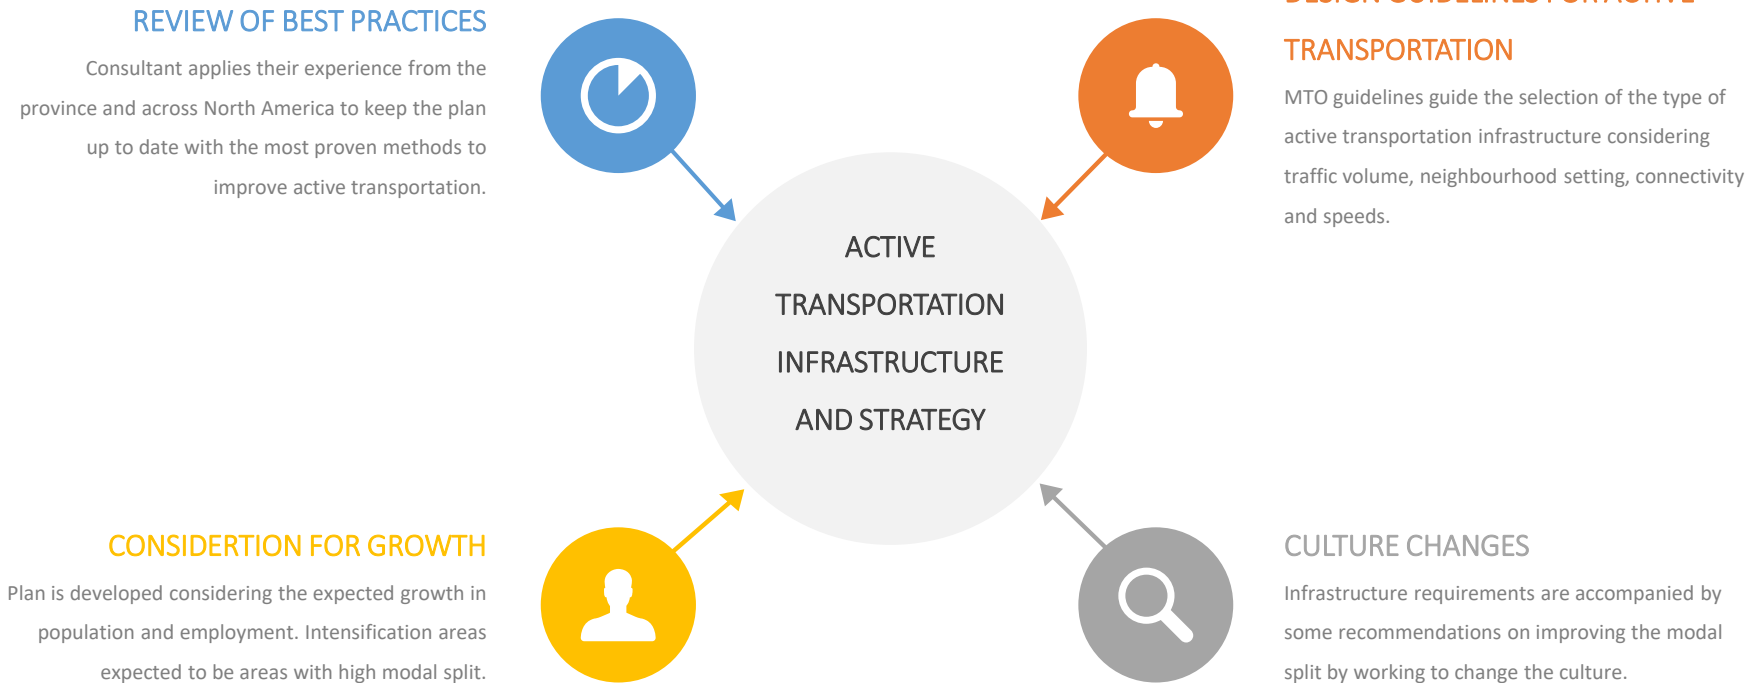 REVIEW OF BEST PRACTICES
Consultant applies their experience from the
province and across North America to keep the plan
up to date with the most proven methods to
improve active transportation.
DESIGN GUIDELINES FOR ACTIVE
TRANSPORTATION
MTO guidelines guide the selection of the type of
active transportation infrastructure considering
traffic volume, neighbourhood setting, connectivity
and speeds.
ACTIVE
TRANSPORTATION
INFRASTRUCTURE
AND STRATEGY
CONSIDERTION FOR GROWTH
Plan is developed considering the expected growth in
population and employment. Intensification areas
expected to be areas with high modal split.
CULTURE CHANGES
Infrastructure requirements are accompanied by
some recommendations on improving the modal
split by working to change the culture.